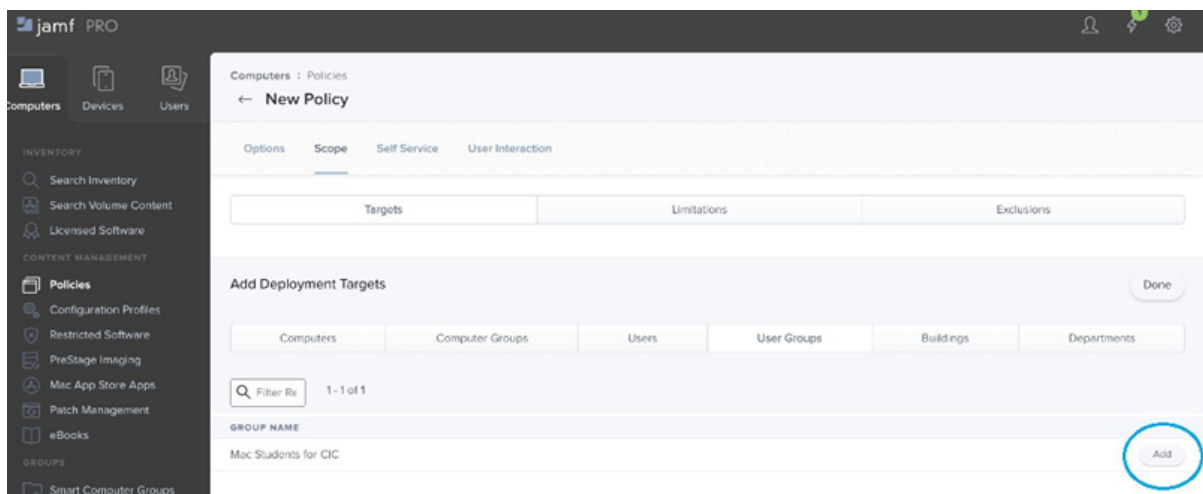 jamf PRO
1
Computers
Devices
Users
INVENTORY
Search Inventory
Search Volume Content
Licensed Software
CONTENT MANAGEMENT
Policies
Configuration Profiles
Restricted Software
PreStage Imaging
Mac App Store Apps
Patch Management
eBooks
GROUPS
Smart Computer Groups
Computers : Policies
← New Policy
Options Scope Self Service User Interaction
Targets Limitations Exclusions
Add Deployment Targets Done
Computers Computer Groups Users User Groups Buildings Departments
Filter Re 1 - 1 of 1
GROUP NAME
Mac Students for CIC Add